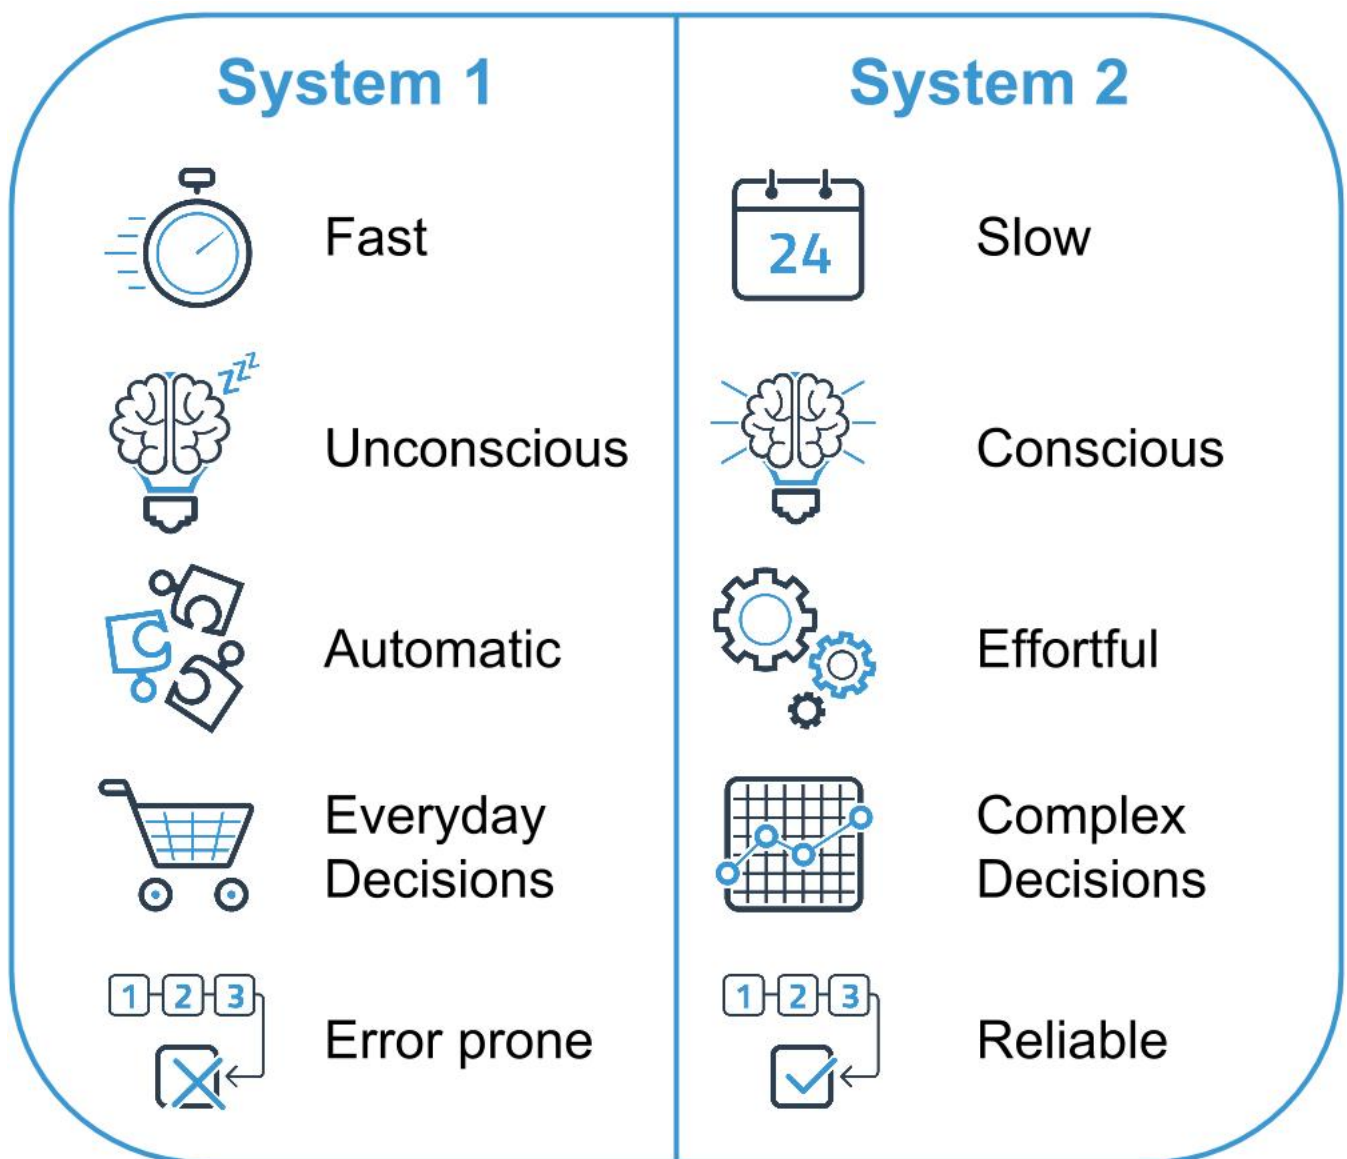 System 1
Fast
zzz
Unconscious
Automatic
Everyday
Decisions
1 2 3
Error prone
System 2
24
Slow
Conscious
Effortful
Complex
Decisions
1 2 3
Reliable